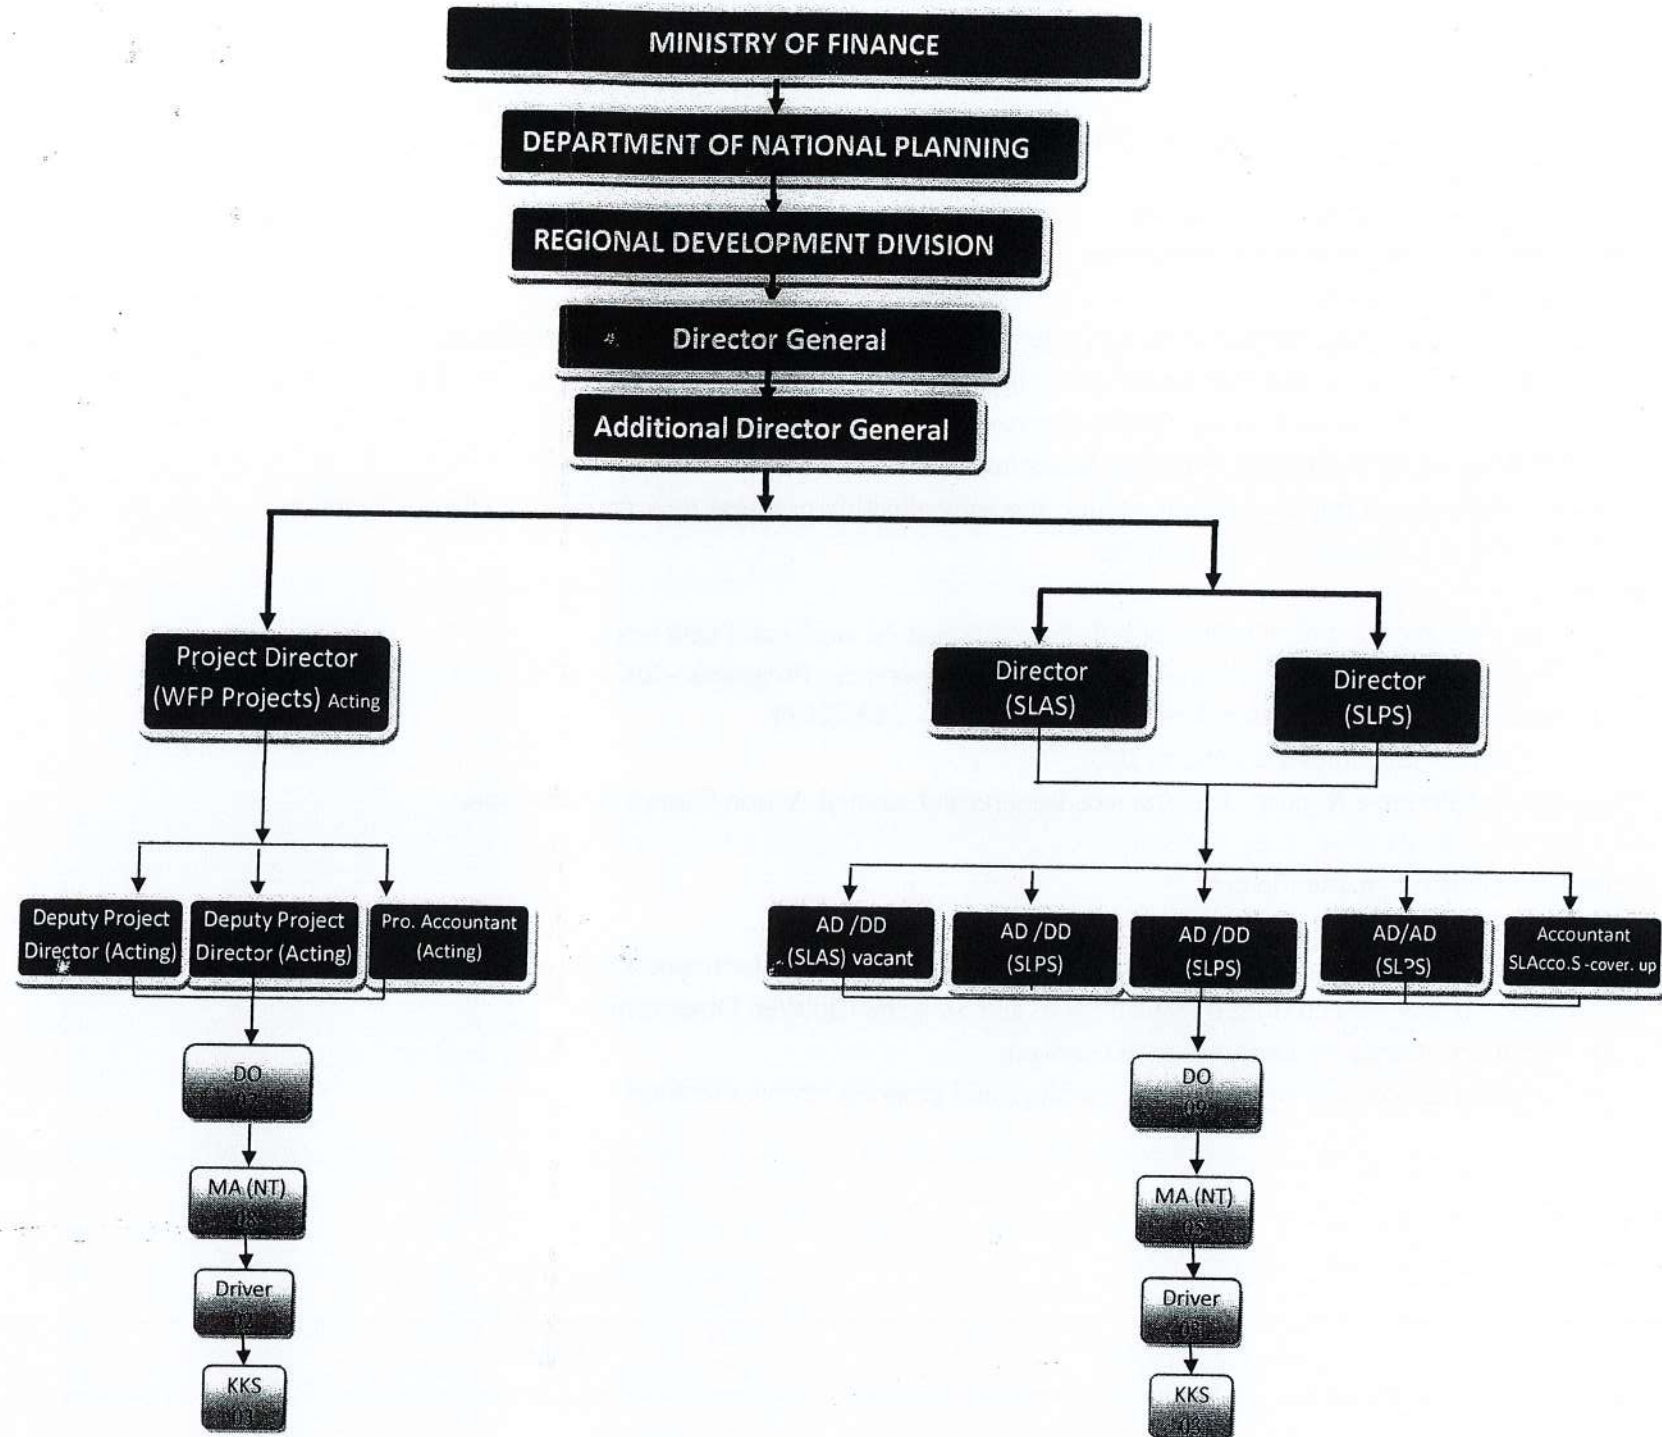 MINISTRY OF FINANCE
DEPARTMENT OF NATIONAL PLANNING
REGIONAL DEVELOPMENT DIVISION
Director General
Additional Director General
Project Director
(WFP Projects) Acting
Director
(SLAS)
Director
(SLPS)
Deputy Project
Director (Acting)
Deputy Project
Director (Acting)
Pro. Accountant
(Acting)
AD /DD
(SLAS) vacant
AD /DD
(SLPS)
AD /DD
(SLPS)
AD/AD
(SLPS)
Accountant
SLAcco.S -cover. up
DO
02
MA (NT)
08
Driver
02
KKS
03
DO
09
MA (NT)
05
Driver
KKS
03